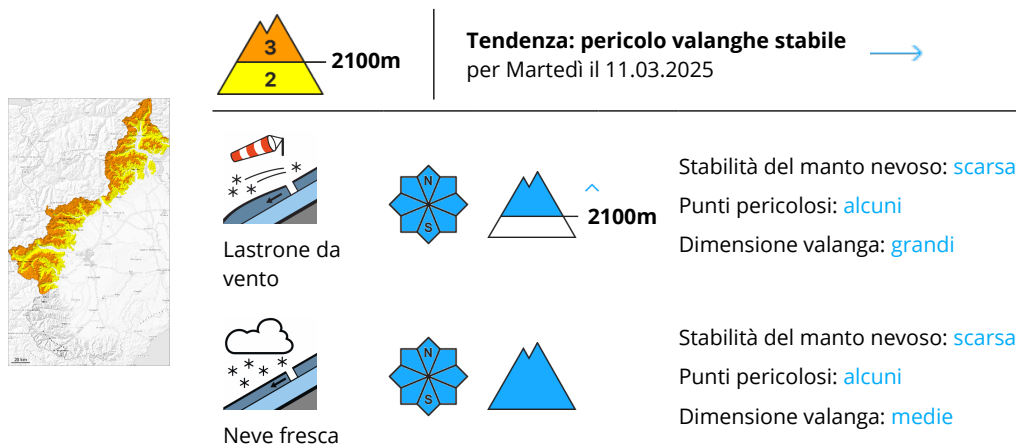 3
2
2100m
Tendenza: pericolo valanghe stabile
per Martedì il 11.03.2025
20 km
N
S
2100m
Lastrone da
vento
Stabilità del manto nevoso: scarsa
Punti pericolosi: alcuni
Dimensione valanga: grandi
N
S
Neve fresca
Stabilità del manto nevoso: scarsa
Punti pericolosi: alcuni
Dimensione valanga: medie